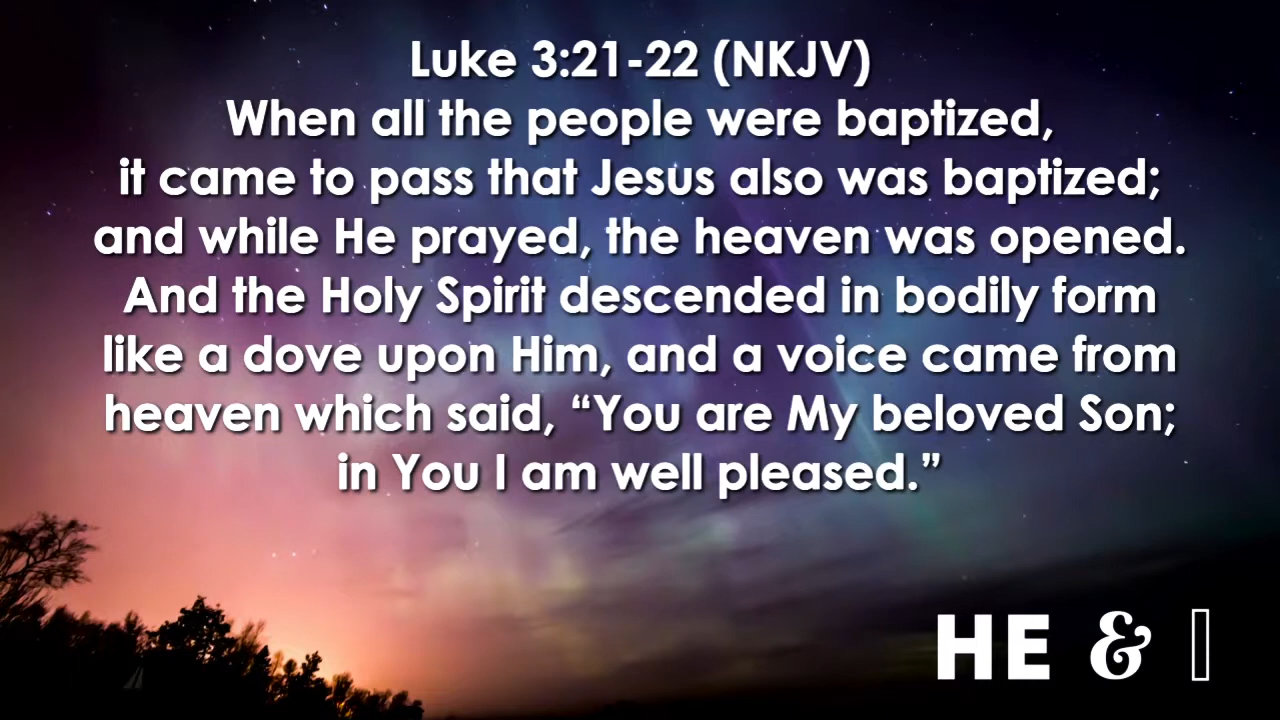 Luke 3:21-22 (NKJV)
When all the people were baptized,
it came to pass that Jesus also was baptized;
and while He prayed, the heaven was opened.
And the Holy Spirit descended in bodily form
like a dove upon Him, and a voice came from
heaven which said, “You are My beloved Son;
in You I am well pleased.”
HE & I